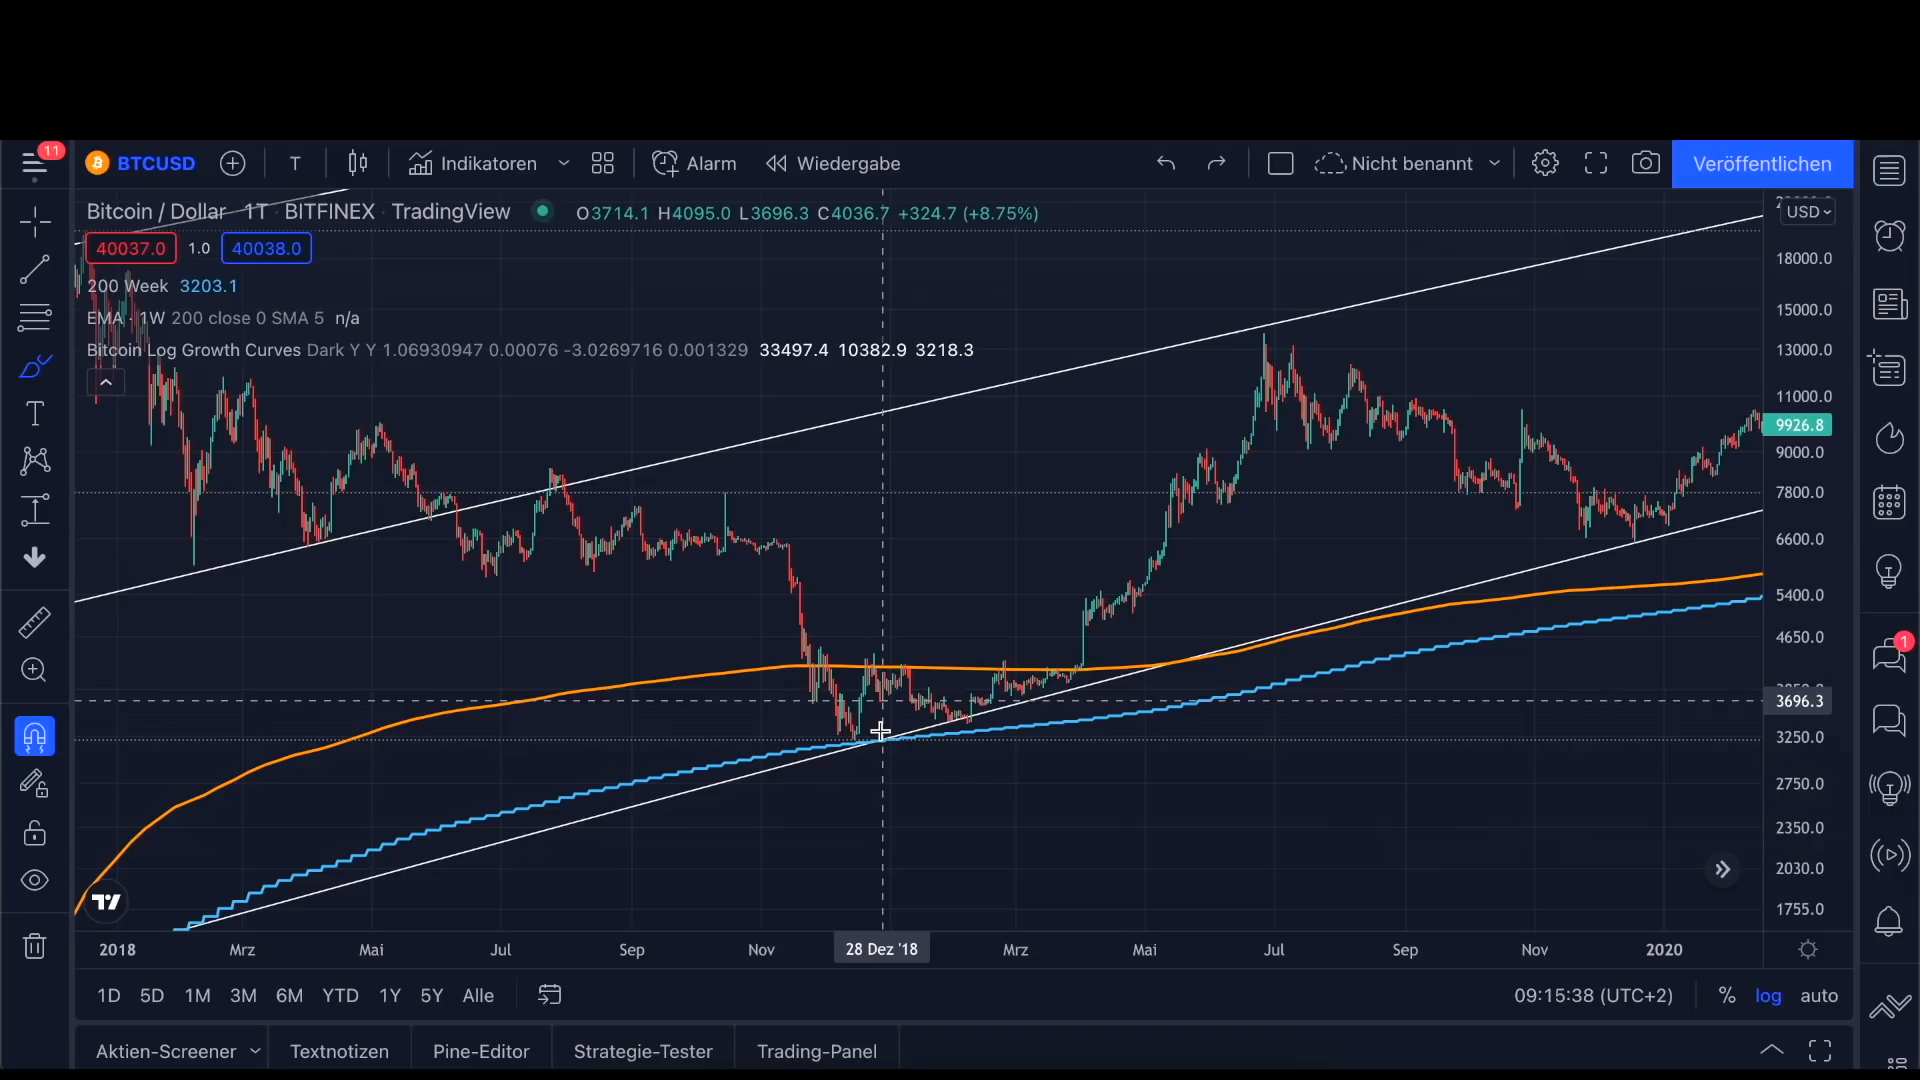 11
BTCUSD T Indikatoren Alarm Wiedergabe Nicht benannt Veröffentlichen
Bitcoin / Dollar · 1T · BITFINEX · TradingView O3714.1 H4095.0 L3696.3 C4036.7 +324.7 (+8.75%)
USD
40037.0 1.0 40038.0
18000.0
200 Week 3203.1
15000.0
EMA · 1W 200 close 0 SMA 5 n/a
Bitcoin Log Growth Curves Dark Y Y 1.06930947 0.00076 -3.0269716 0.001329 33497.4 10382.9 3218.3
13000.0
11000.0
9926.8
9000.0
7800.0
6600.0
5400.0
4650.0
1
3696.3
3250.0
2750.0
2350.0
2030.0
1755.0
2018 Mrz Mai Jul Sep Nov 28 Dez '18 Mrz Mai Jul Sep Nov 2020
1D 5D 1M 3M 6M YTD 1Y 5Y Alle 09:15:38 (UTC+2) % log auto
Aktien-Screener Textnotizen Pine-Editor Strategie-Tester Trading-Panel